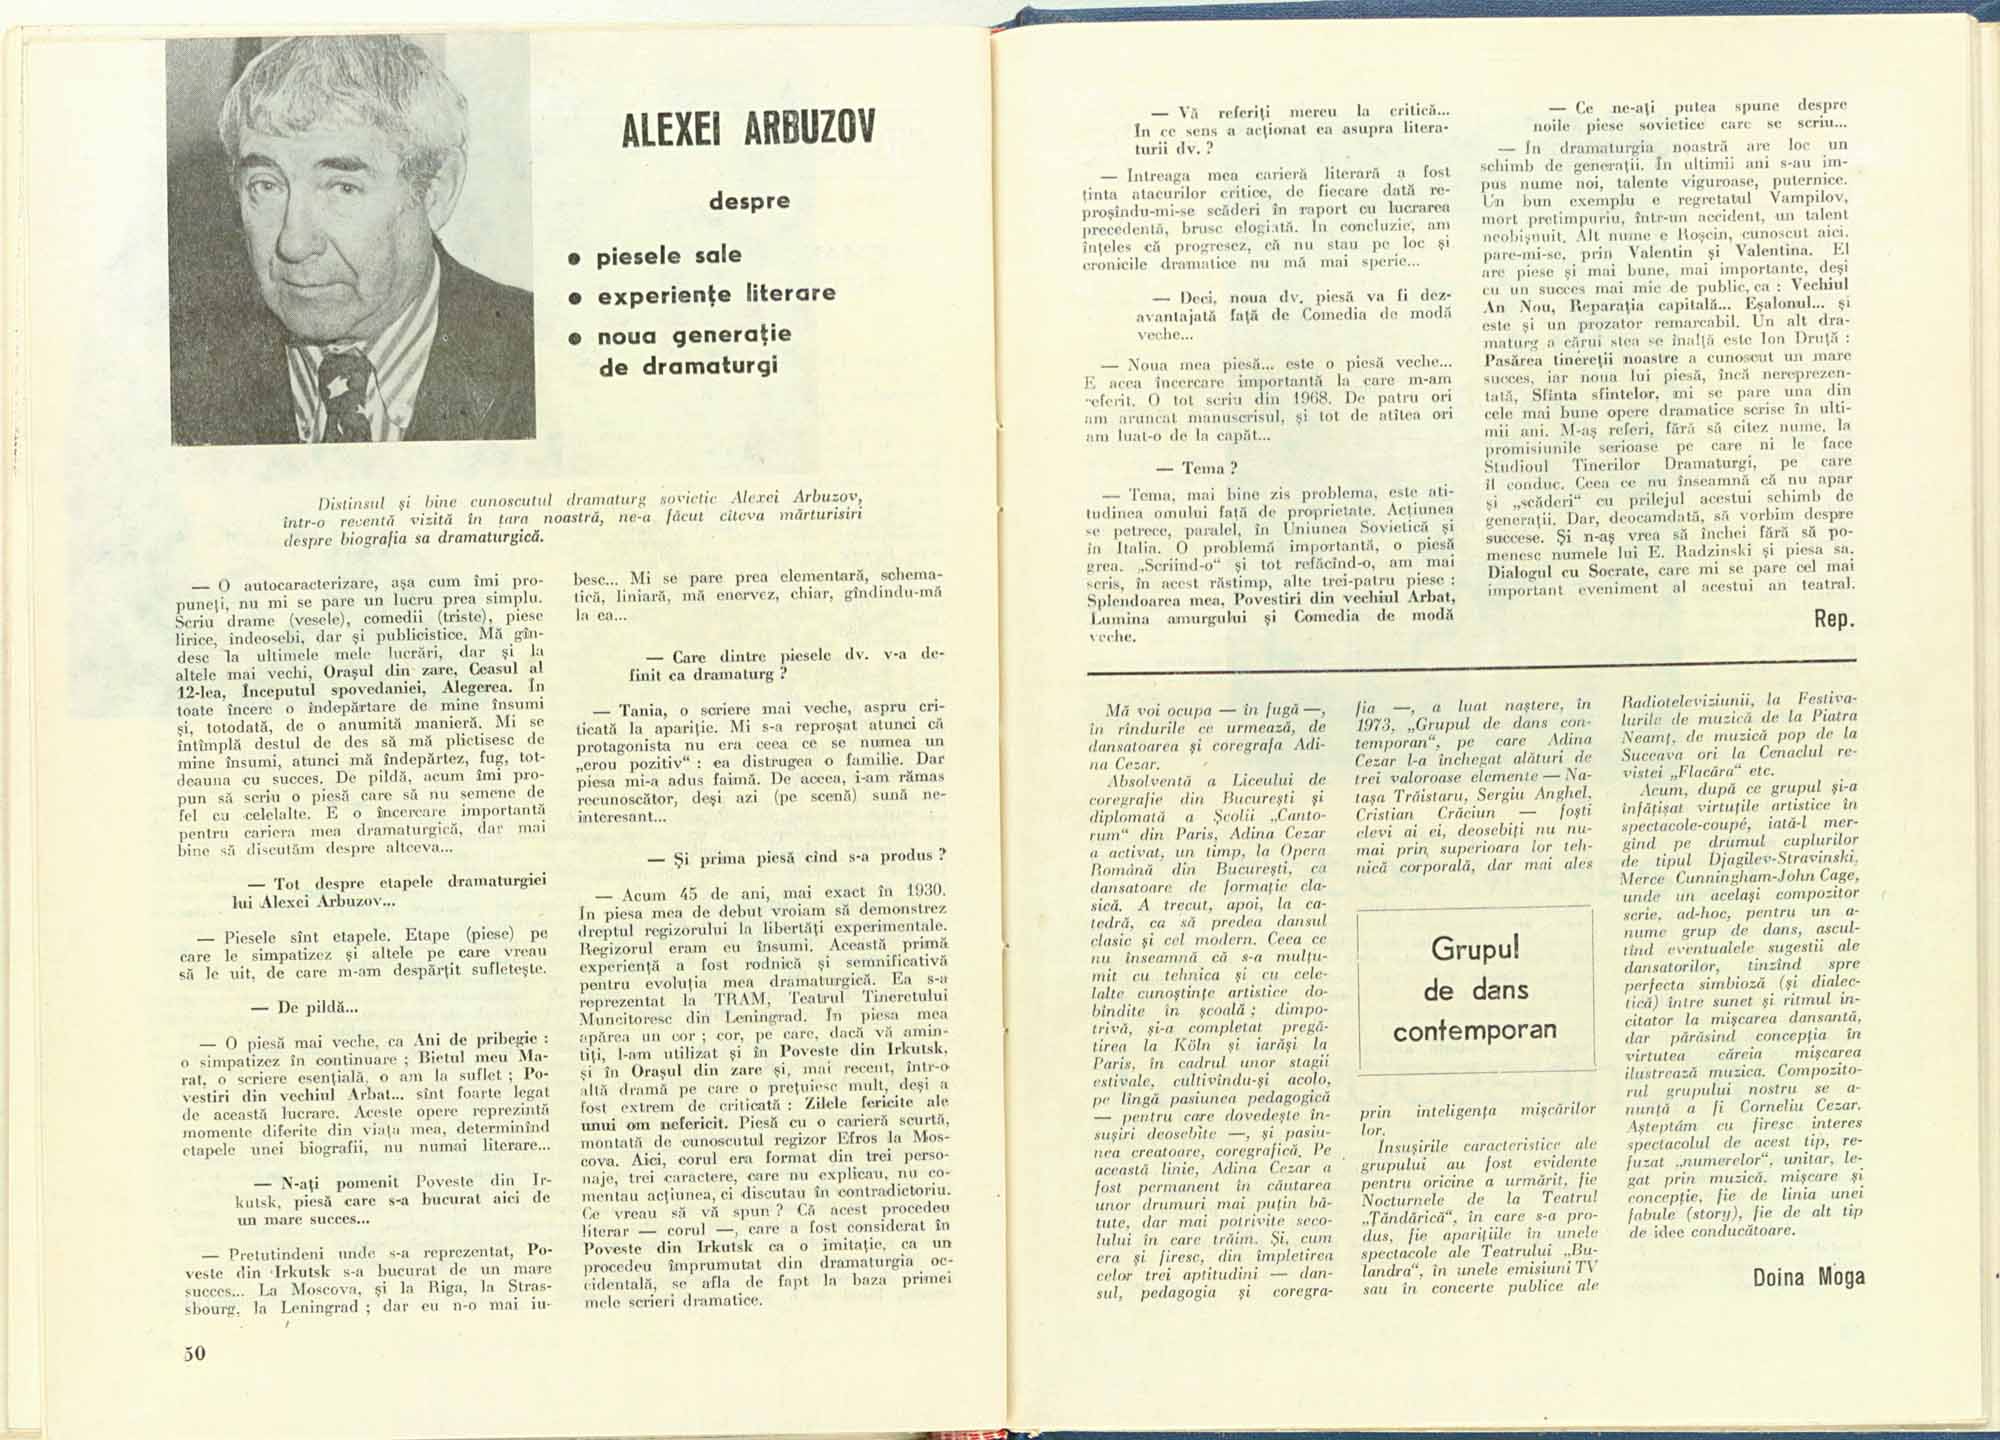 ALEXEI ARBUZOV
despre
• piesele sale
• experiențe literare
• noua generație
de dramaturgi
Distinsul și bine cunoscutul dramaturg sovietic Alexei Arbuzov,
într-o recentă vizită în țara noastră, ne-a făcut cîteva mărturisiri
despre biografia sa dramaturgică.
— O autocaracterizare, așa cum îmi pro-
puneți, nu mi se pare un lucru prea simplu.
Scriu drame (vesele), comedii (triste), piese
lirice, îndeosebi, dar și publicistice. Mă gîn-
desc la ultimele mele lucrări, dar și la
altele mai vechi, Orașul din zare, Ceasul al
12-lea, Începutul spovedaniei, Alegerea. În
toate încerc o îndepărtare de mine însumi
și, totodată, de o anumită manieră. Mi se
întîmplă destul de des să mă plictisesc de
mine însumi, atunci mă îndepărtez, fug, tot-
deauna cu succes. De pildă, acum îmi pro-
pun să scriu o piesă care să nu semene de
fel cu celelalte. E o încercare importantă
pentru cariera mea dramaturgică, dar mai
bine să discutăm despre altceva...
— Tot despre etapele dramaturgiei
lui Alexei Arbuzov...
— Piesele sînt etapele. Etape (piese) pe
care le simpatizez și altele pe care vreau
să le uit, de care m-am despărțit sufletește.
— De pildă...
— O piesă mai veche, ca Ani de pribegie :
o simpatizez în continuare ; Bietul meu Ma-
rat, o scriere esențială, o am la suflet ; Po-
vestiri din vechiul Arbat... sînt foarte legat
de această lucrare. Aceste opere reprezintă
momente diferite din viața mea, determinînd
etapele unei biografii, nu numai literare...
— N-ați pomenit Poveste din Ir-
kutsk, piesă care s-a bucurat aici de
un mare succes...
— Pretutindeni unde s-a reprezentat, Po-
veste din Irkutsk s-a bucurat de un mare
succes... La Moscova, și la Riga, la Stras-
sbourg, la Leningrad ; dar eu n-o mai iu-
50
besc... Mi se pare prea elementară, schema-
tică, liniară, mă enervez, chiar, gîndindu-mă
la ea...
— Care dintre piesele dv. v-a de-
finit ca dramaturg ?
— Tania, o scriere mai veche, aspru cri-
ticată la apariție. Mi s-a reproșat atunci că
protagonista nu era ceea ce se numea un
„erou pozitiv“ : ea distrugea o familie. Dar
piesa mi-a adus faimă. De aceea, i-am rămas
recunoscător, deși azi (pe scenă) sună ne-
interesant...
— Și prima piesă cînd s-a produs ?
— Acum 45 de ani, mai exact în 1930.
În piesa mea de debut vroiam să demonstrez
dreptul regizorului la libertăți experimentale.
Regizorul eram eu însumi. Această primă
experiență a fost rodnică și semnificativă
pentru evoluția mea dramaturgică. Ea s-a
reprezentat la TRAM, Teatrul Tineretului
Muncitoresc din Leningrad. În piesa mea
apărea un cor ; cor, pe care, dacă vă amin-
tiți, l-am utilizat și în Poveste din Irkutsk,
și în Orașul din zare și, mai recent, într-o
altă dramă pe care o prețuiesc mult, deși a
fost extrem de criticată : Zilele fericite ale
unui om nefericit. Piesă cu o carieră scurtă,
montată de cunoscutul regizor Efros la Mos-
cova. Aici, corul era format din trei perso-
naje, trei caractere, care nu explicau, nu co-
mentau acțiunea, ci discutau în contradictoriu.
Ce vreau să vă spun ? Că acest procedeu
literar — corul —, care a fost considerat în
Poveste din Irkutsk ca o imitație, ca un
procedeu împrumutat din dramaturgia oc-
cidentală, se afla de fapt la baza primei
mele scrieri dramatice.
— Vă referiți mereu la critică...
În ce sens a acționat ea asupra litera-
turii dv. ?
— Întreaga mea carieră literară a fost
ținta atacurilor critice, de fiecare dată re-
proșîndu-mi-se scăderi în raport cu lucrarea
precedentă, brusc elogiată. În concluzie, am
înțeles că progresez, că nu stau pe loc și
cronicile dramatice nu mă mai sperie...
— Deci, noua dv. piesă va fi dez-
avantajată față de Comedia de modă
veche...
— Noua mea piesă... este o piesă veche...
E acea încercare importantă la care m-am
referit. O tot scriu din 1968. De patru ori
am aruncat manuscrisul, și tot de atîtea ori
am luat-o de la capăt...
— Tema ?
— Tema, mai bine zis problema, este ati-
tudinea omului față de proprietate. Acțiunea
se petrece, paralel, în Uniunea Sovietică și
în Italia. O problemă importantă, o piesă
grea. „Scriind-o“ și tot refăcînd-o, am mai
scris, în acest răstimp, alte trei-patru piese :
Splendoarea mea, Povestiri din vechiul Arbat,
Lumina amurgului și Comedia de modă
veche.
— Ce ne-ați putea spune despre
noile piese sovietice care se scriu...
— În dramaturgia noastră are loc un
schimb de generații. În ultimii ani s-au im-
pus nume noi, talente viguroase, puternice.
Un bun exemplu e regretatul Vampilov,
mort pretimpuriu, într-un accident, un talent
neobișnuit. Alt nume e Roșcin, cunoscut aici,
pare-mi-se, prin Valentin și Valentina. El
are piese și mai bune, mai importante, deși
cu un succes mai mic de public, ca : Vechiul
An Nou, Reparația capitală... Eșalonul... și
este și un prozator remarcabil. Un alt dra-
maturg a cărui stea se înalță este Ion Druță :
Pasărea tinereții noastre a cunoscut un mare
succes, iar noua lui piesă, încă nereprezen-
tată, Sfînta sfintelor, mi se pare una din
cele mai bune opere dramatice scrise în ulti-
mii ani. M-aș referi, fără să citez nume, la
promisiunile serioase pe care ni le face
Studioul Tinerilor Dramaturgi, pe care
îl conduc. Ceea ce nu înseamnă că nu apar
și „scăderi“ cu prilejul acestui schimb de
generații. Dar, deocamdată, să vorbim despre
succese. Și n-aș vrea să închei fără să po-
menesc numele lui E. Radzinski și piesa sa,
Dialogul cu Socrate, care mi se pare cel mai
important eveniment al acestui an teatral.
Rep.
Mă voi ocupa — în fugă —,
în rîndurile ce urmează, de
dansatoarea și coregrafa Adi-
na Cezar.
Absolventă a Liceului de
coregrafie din București și
diplomată a Școlii „Canto-
rum“ din Paris, Adina Cezar
a activat, un timp, la Opera
Română din București, ca
dansatoare de formație cla-
sică. A trecut, apoi, la ca-
tedră, ca să predea dansul
clasic și cel modern. Ceea ce
nu înseamnă că s-a mulțu-
mit cu tehnica și cu cele-
lalte cunoștințe artistice do-
bîndite în școală ; dimpo-
trivă, și-a completat pregă-
tirea la Köln și iarăși la
Paris, în cadrul unor stagii
estivale, cultivîndu-și acolo,
pe lîngă pasiunea pedagogică
— pentru care dovedește în-
sușiri deosebite —, și pasiu-
nea creatoare, coregrafică. Pe
această linie, Adina Cezar a
fost permanent în căutarea
unor drumuri mai puțin bă-
tute, dar mai potrivite seco-
lului în care trăim. Și, cum
era și firesc, din împletirea
celor trei aptitudini — dan-
sul, pedagogia și coregra-
fia —, a luat naștere, în
1973, „Grupul de dans con-
temporan“, pe care Adina
Cezar l-a închegat alături de
trei valoroase elemente — Na-
tașa Trăistaru, Sergiu Anghel,
Cristian Crăciun — foști
elevi ai ei, deosebiți nu nu-
mai prin superioara lor teh-
nică corporală, dar mai ales
Grupul
de dans
contemporan
prin inteligența mișcărilor
lor.
Însușirile caracteristice ale
grupului au fost evidente
pentru oricine a urmărit, fie
Nocturnele de la Teatrul
„Țăndărică“, în care s-a pro-
dus, fie aparițiile în unele
spectacole ale Teatrului „Bu-
landra“, în unele emisiuni TV
sau în concerte publice ale
Radioteleviziunii, la Festiva-
lurile de muzică de la Piatra
Neamț, de muzică pop de la
Suceava ori la Cenaclul re-
vistei „Flacăra“ etc.
Acum, după ce grupul și-a
înfățișat virtuțile artistice în
spectacole-coupé, iată-l mer-
gînd pe drumul cuplurilor
de tipul Djagilev-Stravinski,
Merce Cunningham-John Cage,
unde un același compozitor
scrie, ad-hoc, pentru un a-
nume grup de dans, ascul-
tînd eventualele sugestii ale
dansatorilor, tinzînd spre
perfecta simbioză (și dialec-
tică) între sunet și ritmul in-
citator la mișcarea dansantă,
dar părăsind concepția în
virtutea căreia mișcarea
ilustrează muzica. Compozito-
rul grupului nostru se a-
nunță a fi Corneliu Cezar.
Așteptăm cu firesc interes
spectacolul de acest tip, re-
fuzat „numerelor“, unitar, le-
gat prin muzică, mișcare și
concepție, fie de linia unei
fabule (story), fie de alt tip
de idee conducătoare.
Doina Moga